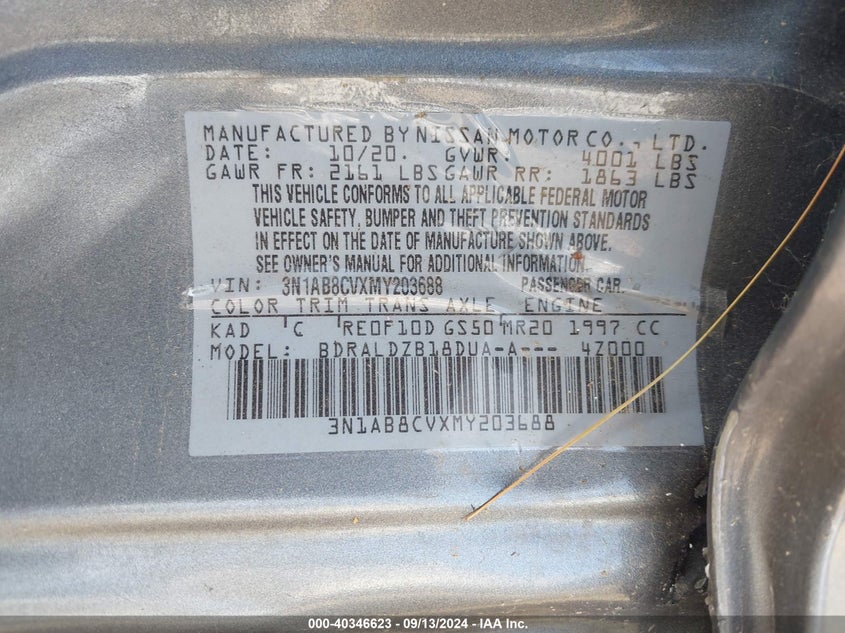 MANUFACTURED BY NISSAN MOTOR CO., LTD.
DATE: 10/20. GVWR: 4001 LBS
GAWR FR: 2161 LBS GAWR RR: 1863 LBS
THIS VEHICLE CONFORMS TO ALL APPLICABLE FEDERAL MOTOR
VEHICLE SAFETY, BUMPER AND THEFT PREVENTION STANDARDS
IN EFFECT ON THE DATE OF MANUFACTURE SHOWN ABOVE.
SEE OWNER'S MANUAL FOR ADDITIONAL INFORMATION.
VIN: 3N1AB8CVXMY203688 PASSENGER CAR.
COLOR TRIM TRANS AXLE ENGINE
KAD C RE0F10D GS50 MR20 1997 CC
MODEL: BDRALDZB18DUA-A--- 4Z000
3N1AB8CVXMY203688
000-40346623 - 09/13/2024 - IAA Inc.